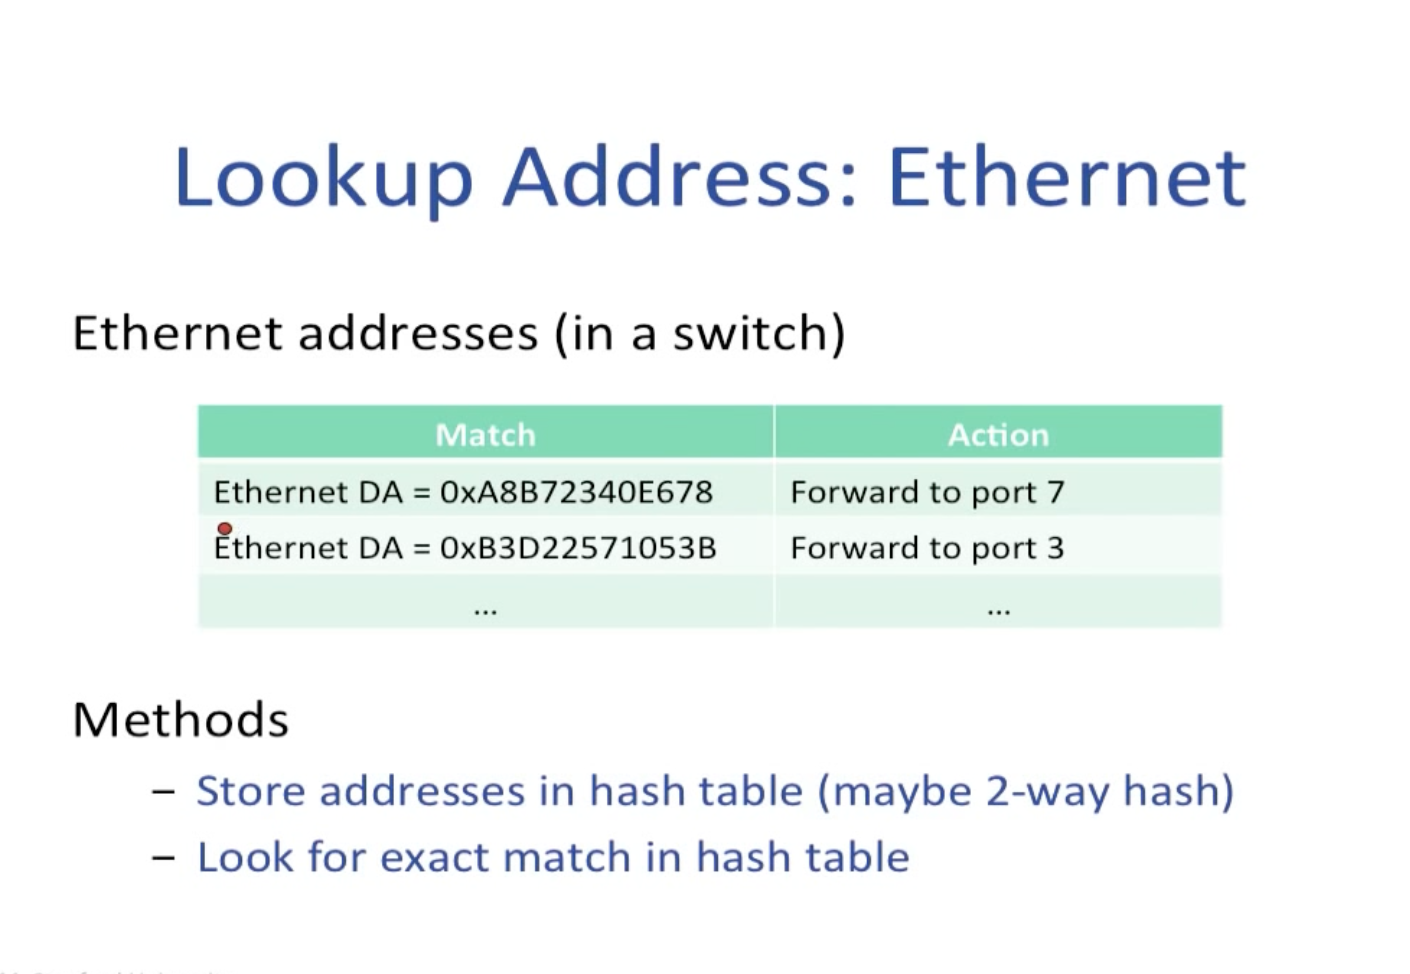 Lookup Address: Ethernet
Ethernet addresses (in a switch)
Match Action
Ethernet DA = 0xA8B72340E678 Forward to port 7
Ethernet DA = 0xB3D22571053B Forward to port 3
... ...
Methods
– Store addresses in hash table (maybe 2-way hash)
– Look for exact match in hash table